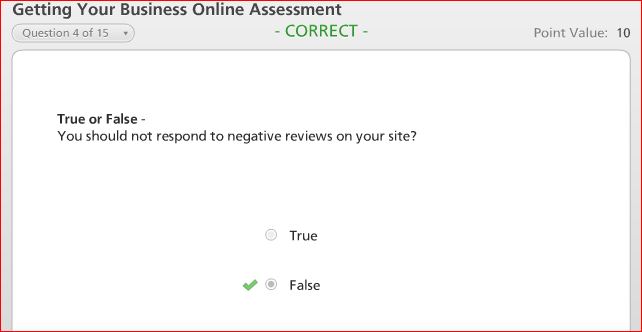 Getting Your Business Online Assessment
Question 4 of 15
- CORRECT -
Point Value: 10
True or False -
You should not respond to negative reviews on your site?
True
False